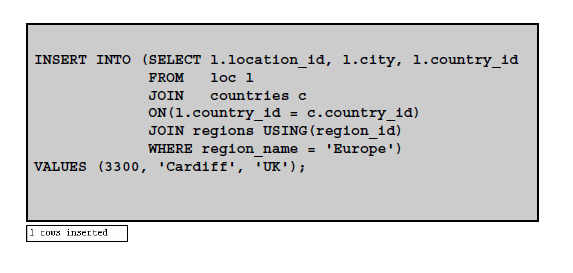 INSERT INTO (SELECT l.location_id, l.city, l.country_id
FROM loc l
JOIN countries c
ON(l.country_id = c.country_id)
JOIN regions USING(region_id)
WHERE region_name = 'Europe')
VALUES (3300, 'Cardiff', 'UK');
1 rows inserted